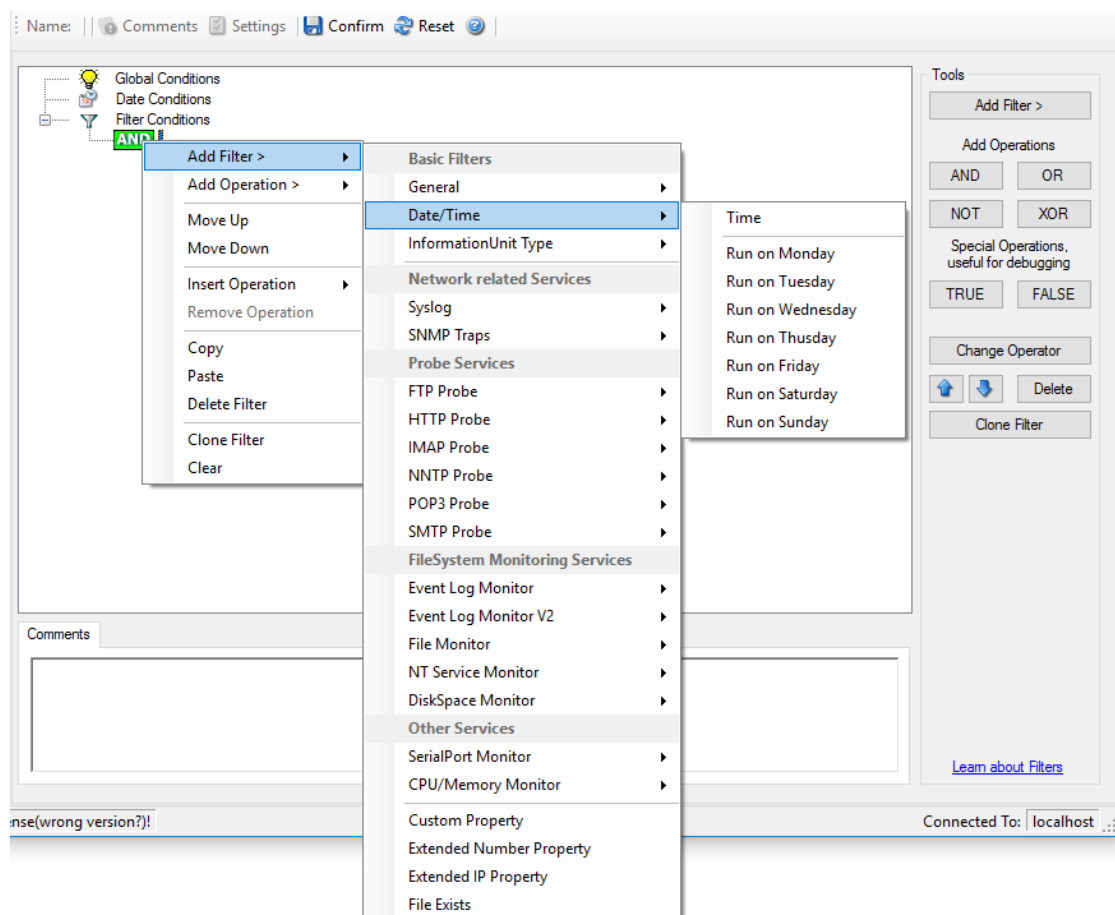 Name: Comments Settings Confirm Reset
Global Conditions
Date Conditions
Filter Conditions
AND
Add Filter >
Add Operation >
Move Up
Move Down
Insert Operation
Remove Operation
Copy
Paste
Delete Filter
Clone Filter
Clear
Basic Filters
General
Date/Time
InformationUnit Type
Network related Services
Syslog
SNMP Traps
Probe Services
FTP Probe
HTTP Probe
IMAP Probe
NNTP Probe
POP3 Probe
SMTP Probe
FileSystem Monitoring Services
Event Log Monitor
Event Log Monitor V2
File Monitor
NT Service Monitor
DiskSpace Monitor
Other Services
SerialPort Monitor
CPU/Memory Monitor
Custom Property
Extended Number Property
Extended IP Property
File Exists
Time
Run on Monday
Run on Tuesday
Run on Wednesday
Run on Thusday
Run on Friday
Run on Saturday
Run on Sunday
Tools
Add Filter >
Add Operations
AND OR
NOT XOR
Special Operations,
useful for debugging
TRUE FALSE
Change Operator
Delete
Clone Filter
Learn about Filters
Comments
nse(wrong version?)!
Connected To: localhost